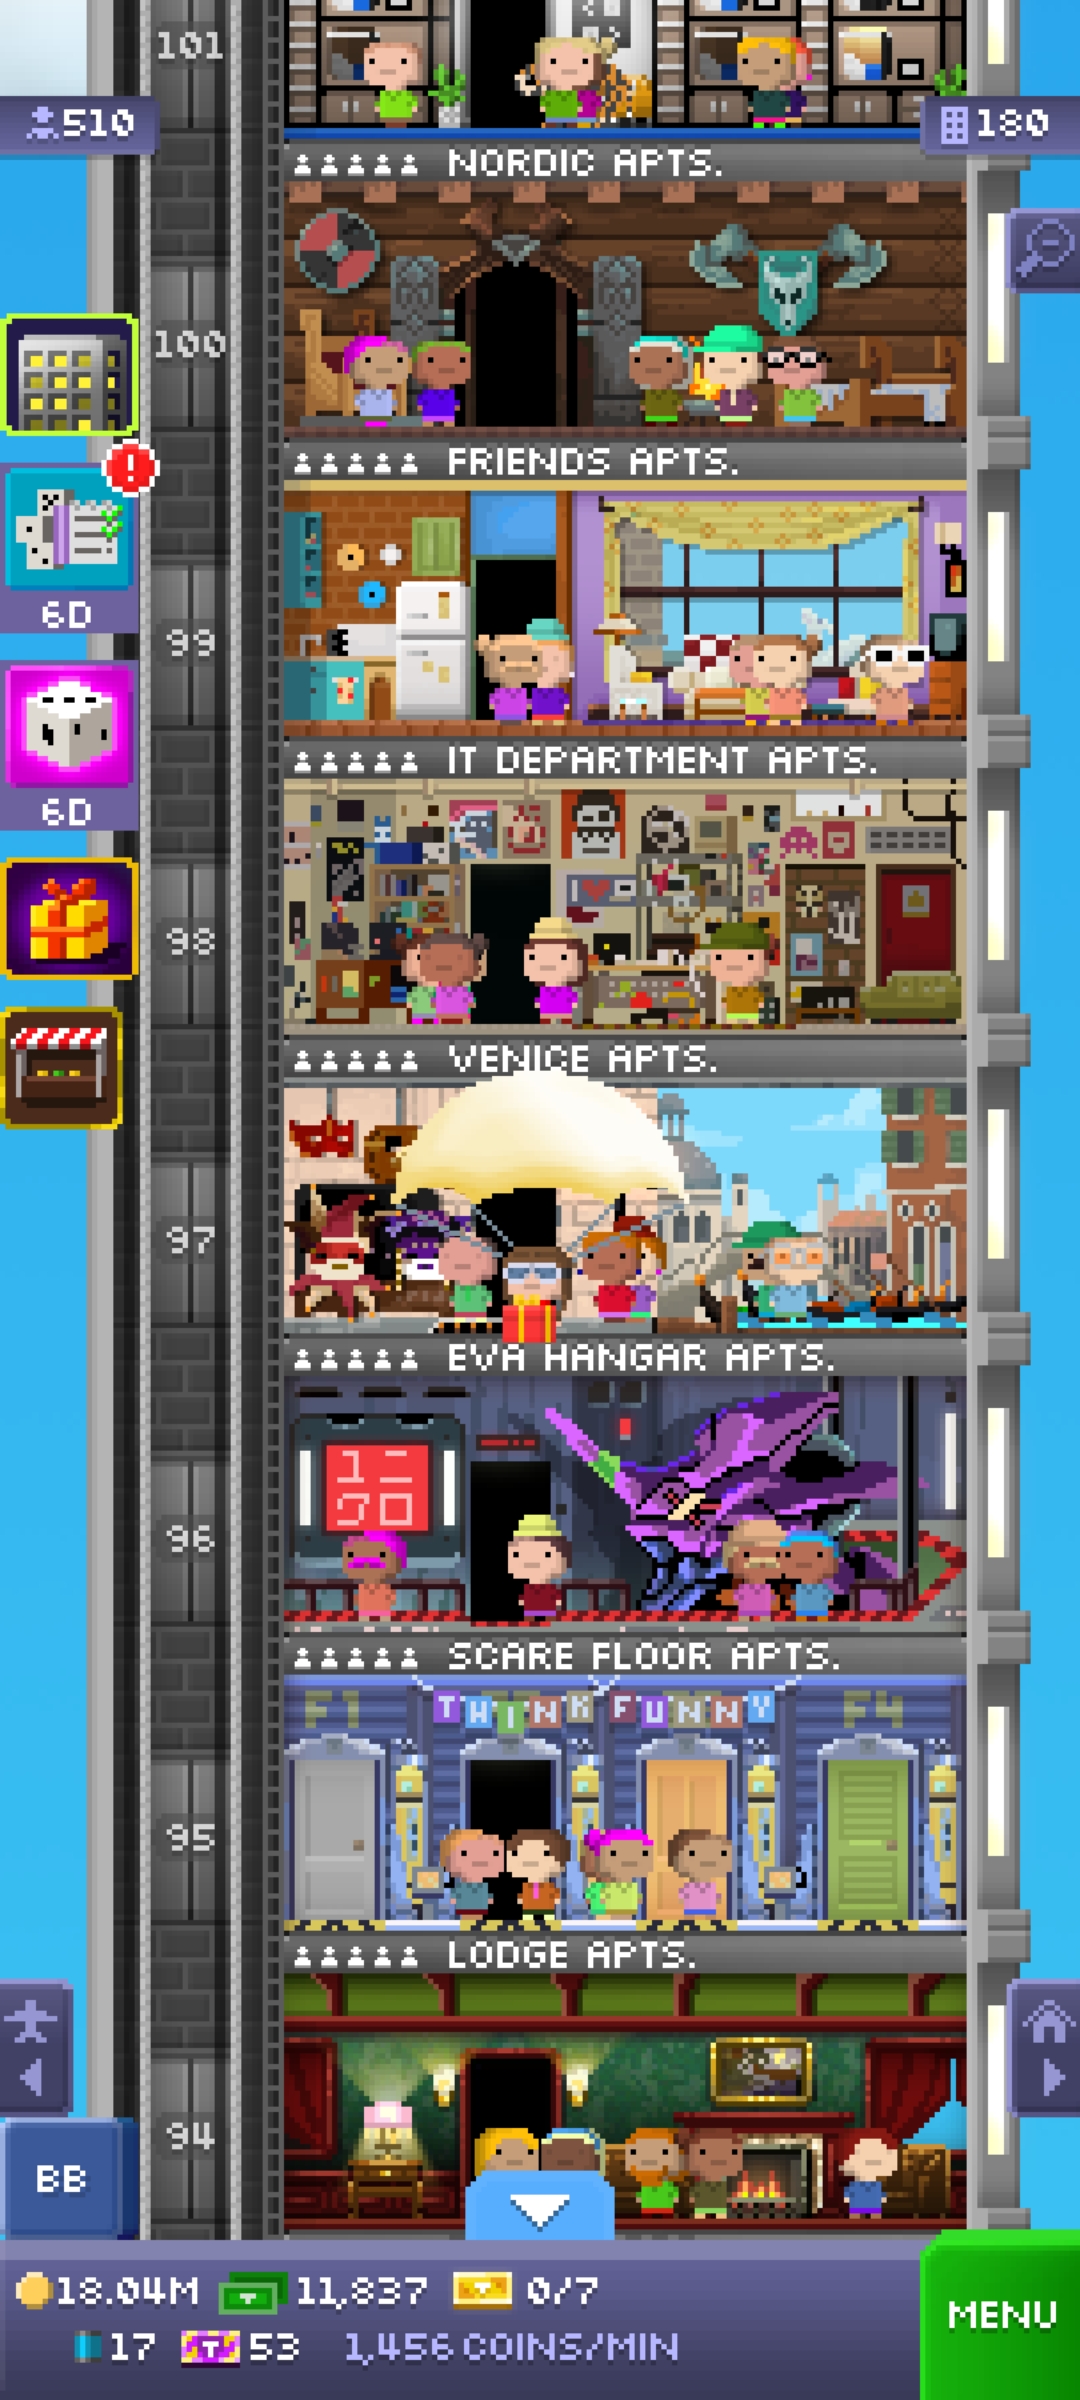 101
510
180
NORDIC APTS.
100
FRIENDS APTS.
6D
99
IT DEPARTMENT APTS.
6D
98
VENICE APTS.
97
EVA HANGAR APTS.
96
SCARE FLOOR APTS.
F1 THINK FUNNY F4
95
LODGE APTS.
94
BB
18.04M 11,837 0/7
MENU
17 53 1,456 COINS/MIN